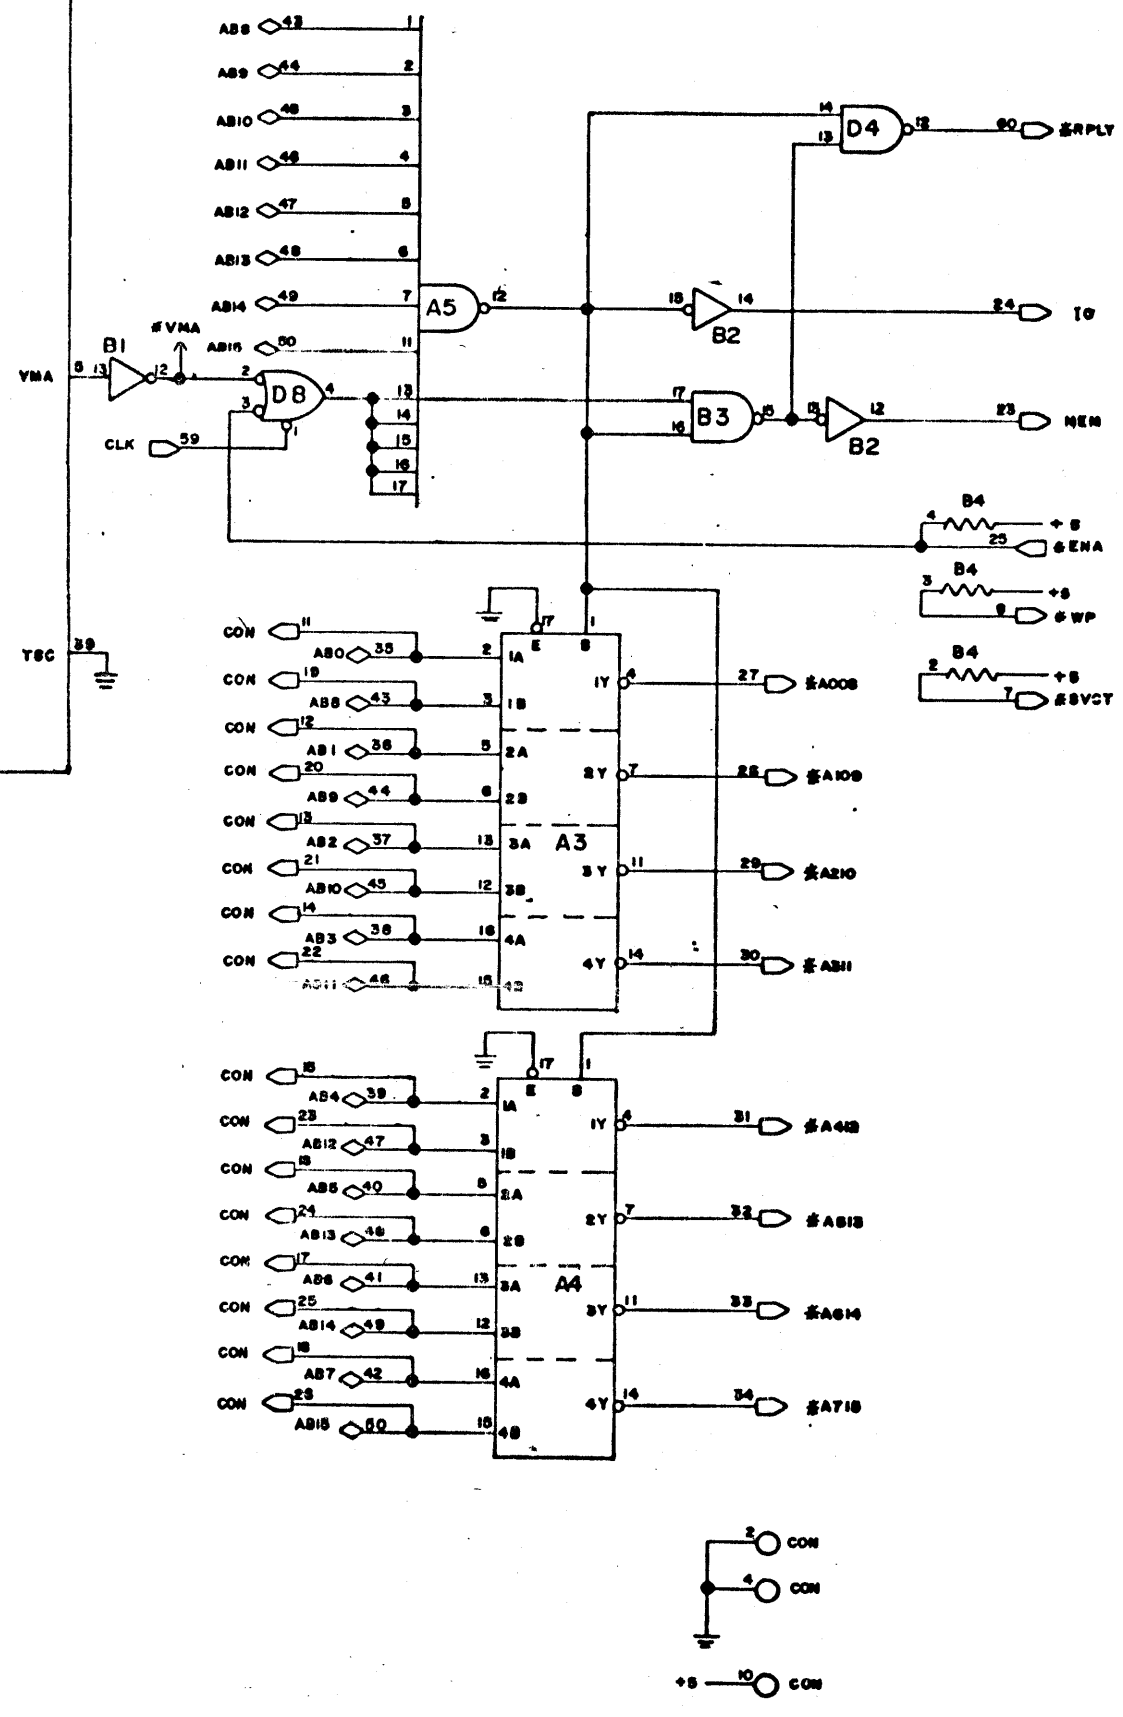 AB8 43 1
AB9 44 2
AB10 45 3
AB11 46 4
AB12 47 5
AB13 48 6
AB14 49 7
AB15 50 11
A5 12
14 13 D4 12 60 *RPLY
15 B2 14 24 IO
*VMA
VMA 5 13 B1 12 2
3 D8 4 13
1
CLK 59
14
15
16
17
17 16 B3 15 13 B2 12 23 MEM
4 B4 +5
25 *ENA
3 B4 +5
6 *WP
2 B4 +5
7
TSC 39
17 1
E S
CON 11
AB0 35 2 1A
1Y 4 27 *A008
CON 19
AB8 43 3 1B
CON 12
AB1 36 5 2A
2Y 7 28 *A109
CON 20
AB9 44 6 2B
CON 13
AB2 37 13 3A A3
3Y 11 29 *A210
CON 21
AB10 45 12 3B
CON 14
AB3 38 16 4A
4Y 14 30 *A311
CON 22
AB11 46 15 4B
17 1
E S
CON 15
AB4 39 2 1A
1Y 4 31 *A412
CON 23
AB12 47 3 1B
CON 16
AB5 40 5 2A
2Y 7 32 *A513
CON 24
AB13 48 6 2B
CON 17
AB6 41 13 3A A4
3Y 11 33 *A614
CON 25
AB14 49 12 3B
CON 18
AB7 42 16 4A
4Y 14 34 *A715
CON
AB15 50 15 4B
2 CON
4 CON
+5 10 CON